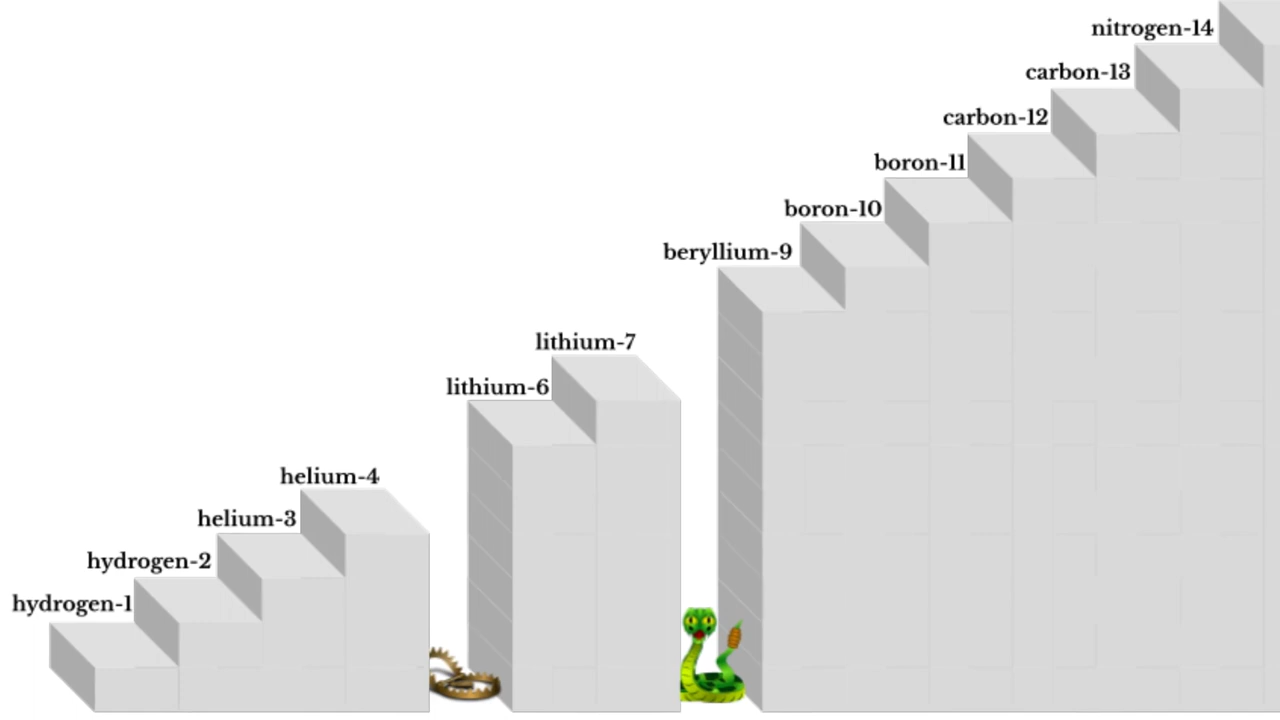 nitrogen-14
carbon-13
carbon-12
boron-11
boron-10
beryllium-9
lithium-7
lithium-6
helium-4
helium-3
hydrogen-2
hydrogen-1